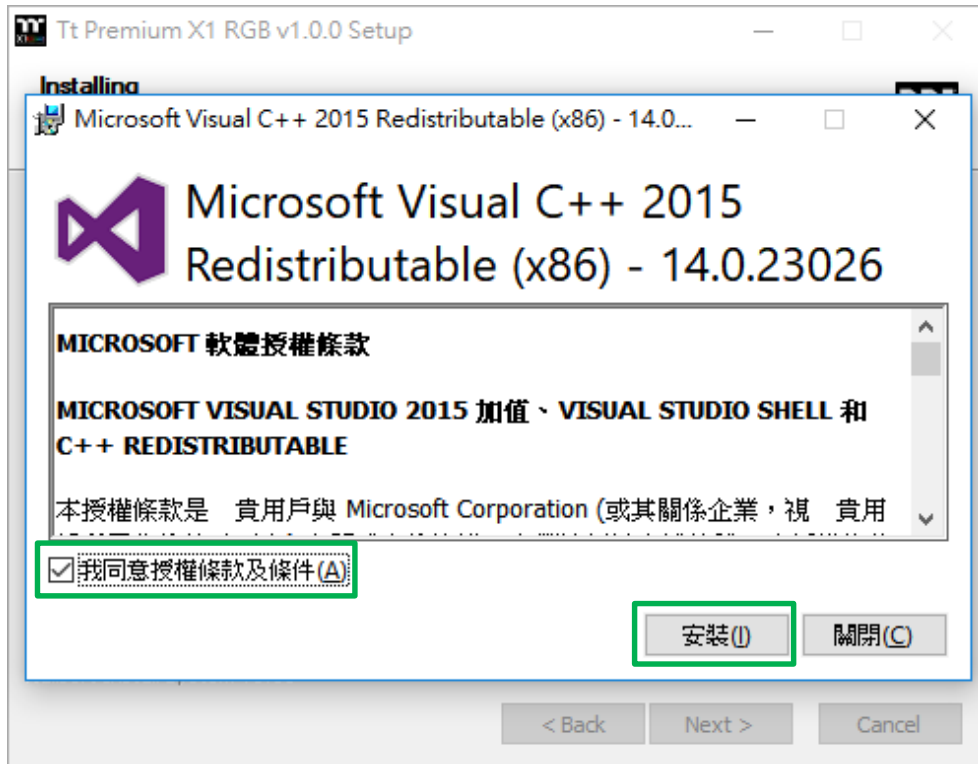 Tt Premium X1 RGB v1.0.0 Setup
Installing
Microsoft Visual C++ 2015 Redistributable (x86) - 14.0...
Microsoft Visual C++ 2015
Redistributable (x86) - 14.0.23026
MICROSOFT 軟體授權條款
MICROSOFT VISUAL STUDIO 2015 加值、VISUAL STUDIO SHELL 和
C++ REDISTRIBUTABLE
本授權條款是 貴用戶與 Microsoft Corporation (或其關係企業，視 貴用
我同意授權條款及條件(A)
安裝(I)
關閉(C)
< Back
Next >
Cancel